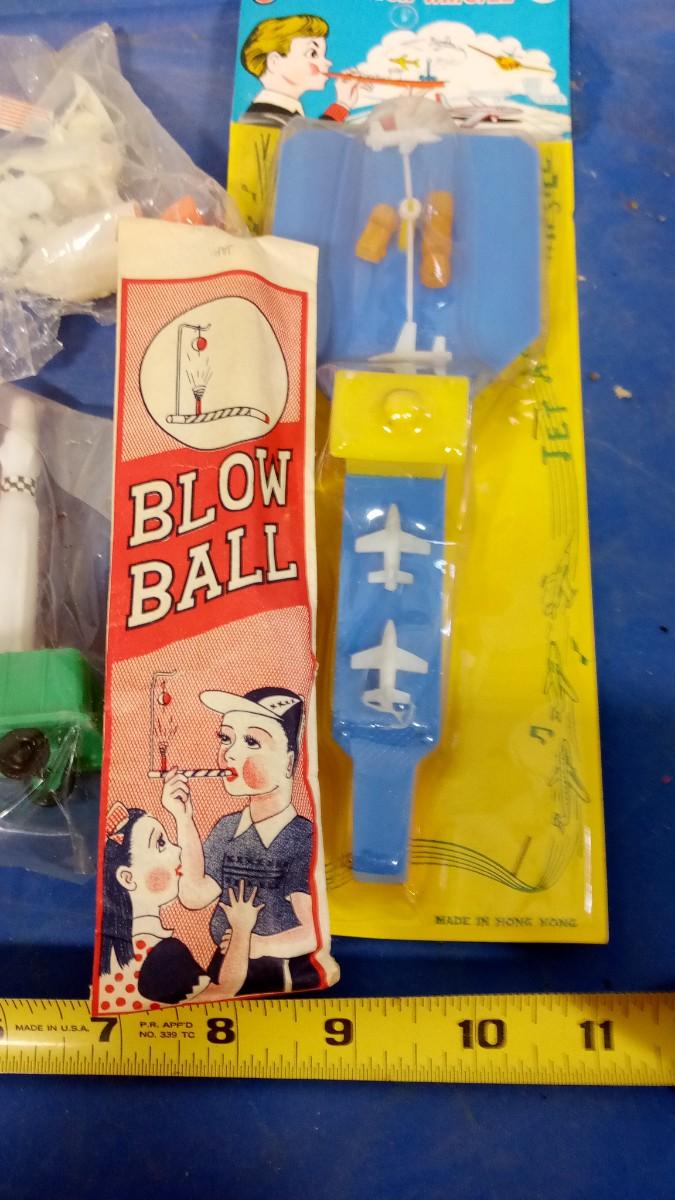 BLOW
BALL
JET A
MADE IN HONG KONG
MADE IN U.S.A.
7
P.R. APP'D
NO. 339 TC
8
9
10
11